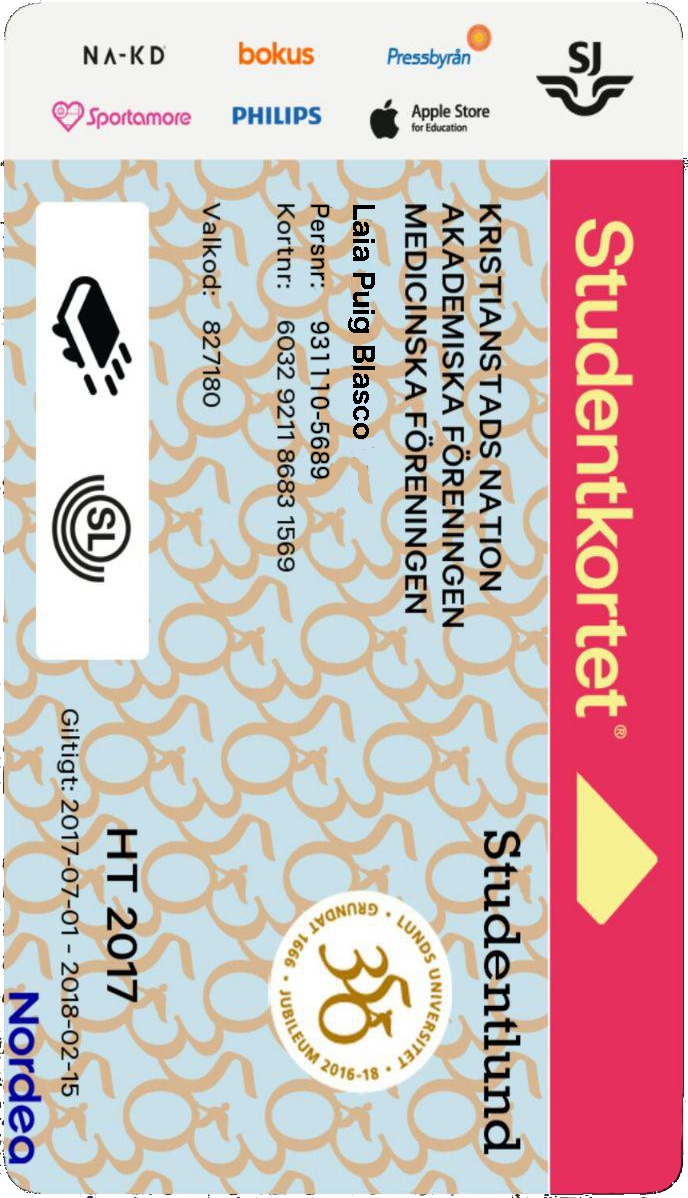 NA-KD
bokus
Pressbyrån
SJ
Sportamore
PHILIPS
Apple Store
for Education
Studentkortet®
KRISTIANSTADS NATION
AKADEMISKA FÖRENINGEN
MEDICINSKA FÖRENINGEN
Laia Puig Blasco
Persnr: 931110-5689
Kortnr: 6032 9211 8683 1569
Valkod: 827180
SL
Studentlund
LUNDS UNIVERSITET • JUBILEUM 2016-18 • GRUNDAT 1666 •
350
HT 2017
Giltigt: 2017-07-01 - 2018-02-15
Nordea